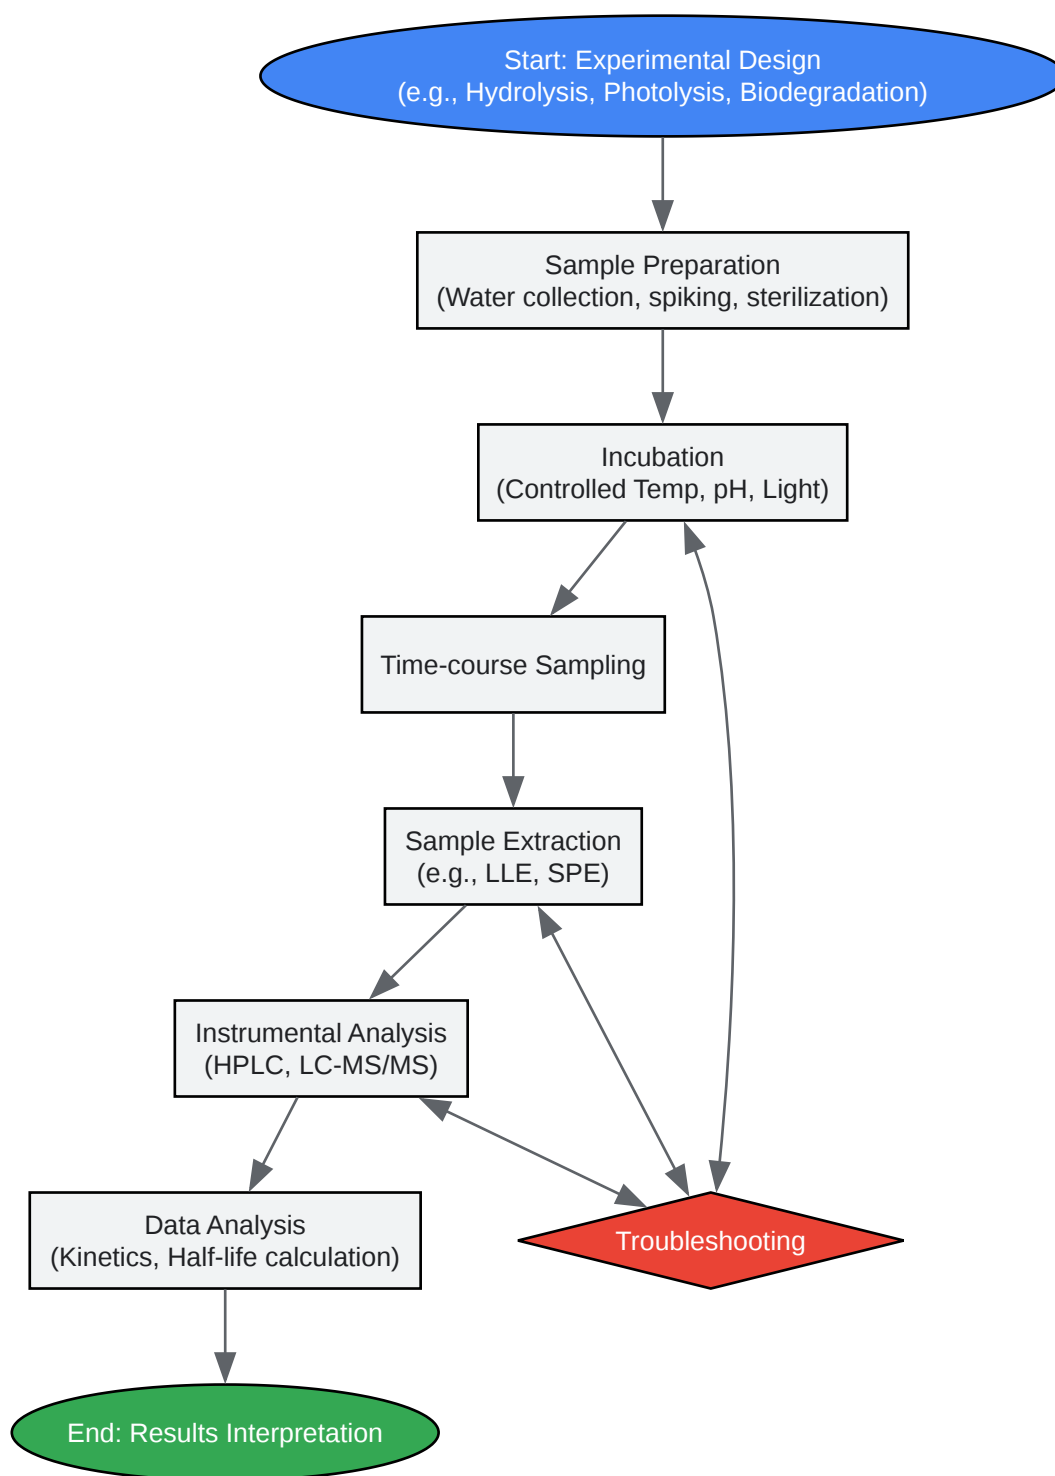 Start: Experimental Design
(e.g., Hydrolysis, Photolysis, Biodegradation)
Sample Preparation
(Water collection, spiking, sterilization)
Incubation
(Controlled Temp, pH, Light)
Time-course Sampling
Sample Extraction
(e.g., LLE, SPE)
Instrumental Analysis
(HPLC, LC-MS/MS)
Data Analysis
(Kinetics, Half-life calculation)
Troubleshooting
End: Results Interpretation